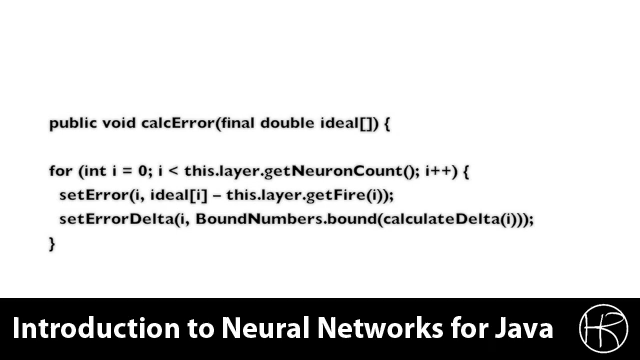 public void calcError(final double ideal[]) {
for (int i = 0; i < this.layer.getNeuronCount(); i++) {
setError(i, ideal[i] – this.layer.getFire(i));
setErrorDelta(i, BoundNumbers.bound(calculateDelta(i)));
}
Introduction to Neural Networks for Java
HR